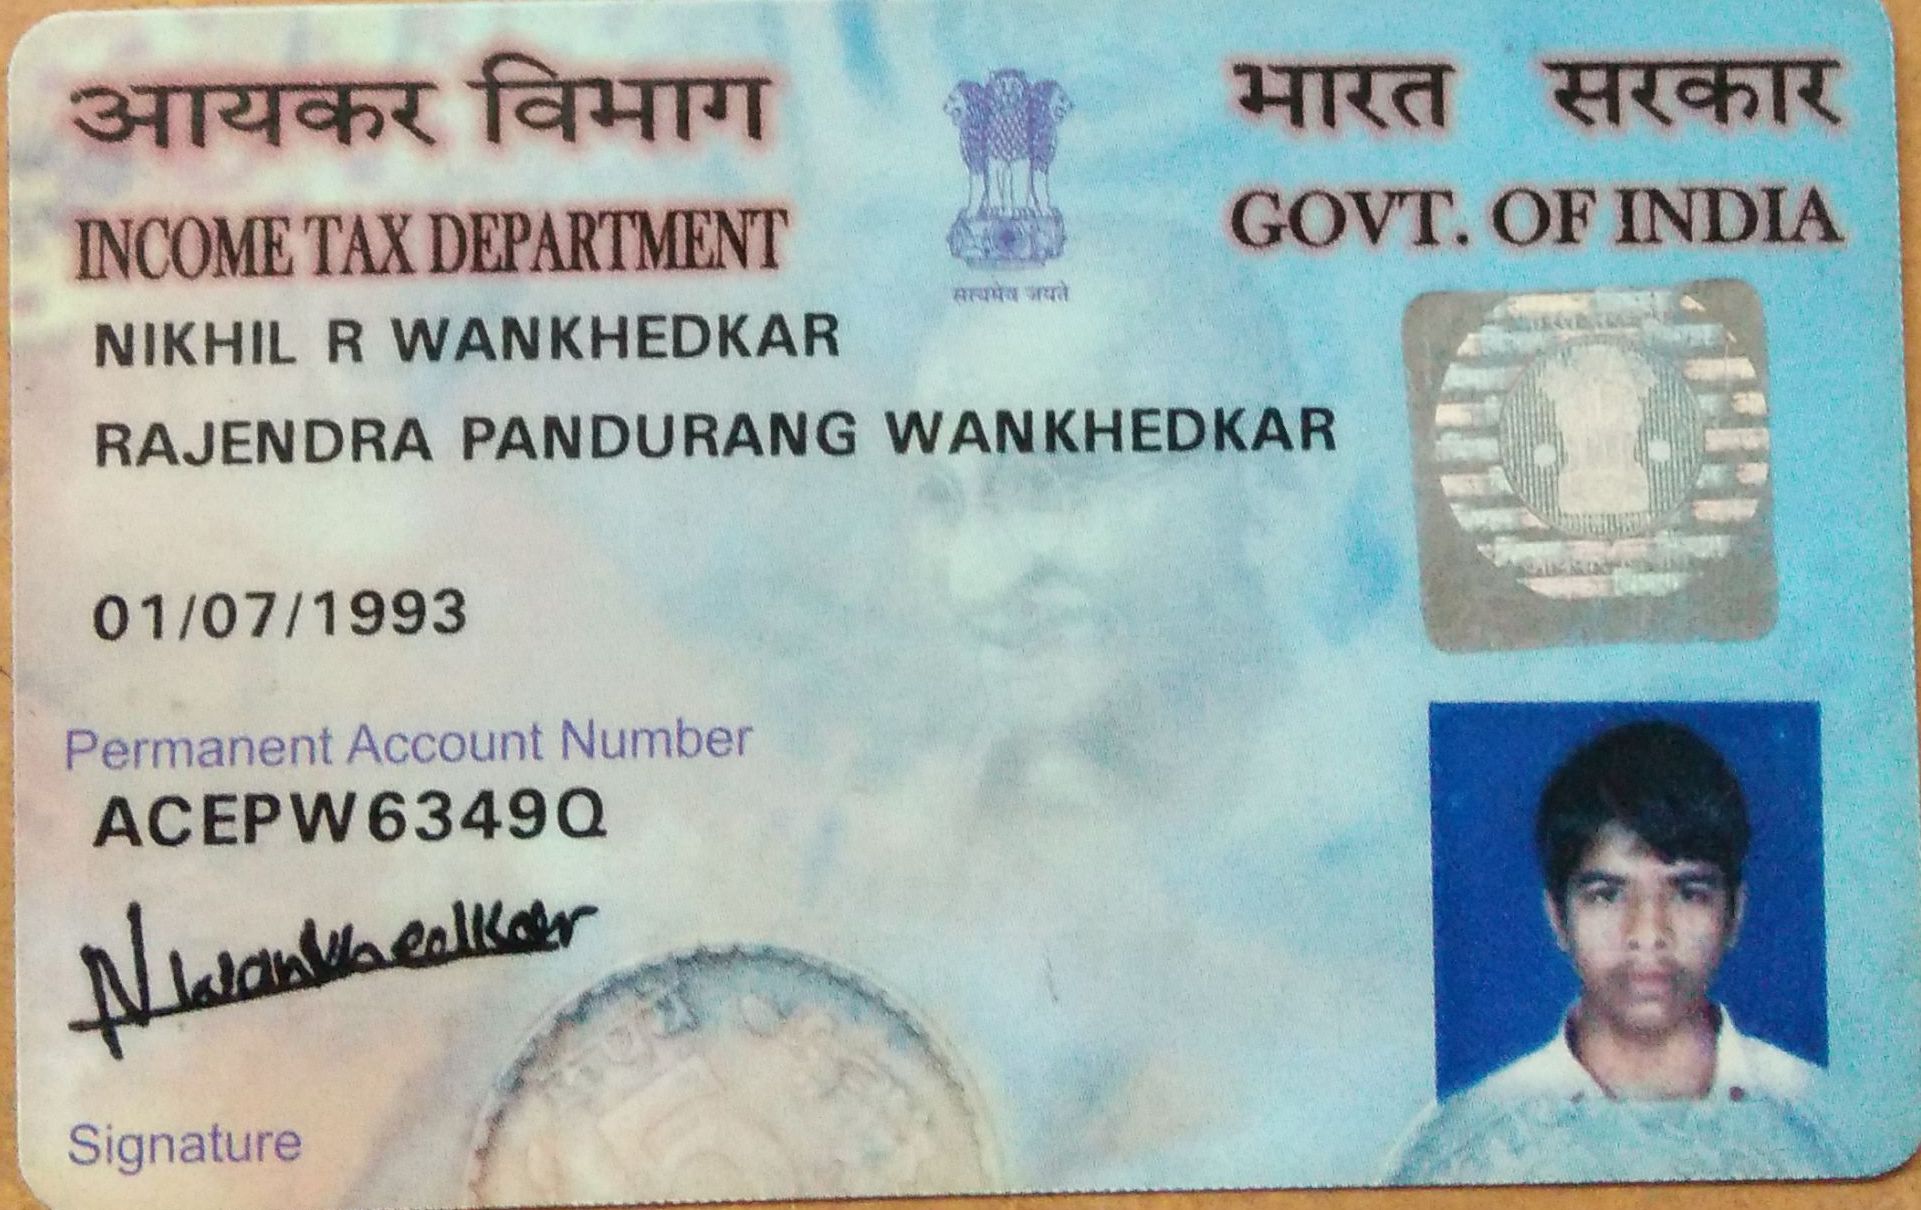 आयकर विभाग
भारत सरकार
INCOME TAX DEPARTMENT
GOVT. OF INDIA
सत्यमेव जयते
NIKHIL R WANKHEDKAR
RAJENDRA PANDURANG WANKHEDKAR
01/07/1993
Permanent Account Number
ACEPW6349Q
NWankhedkar
Signature